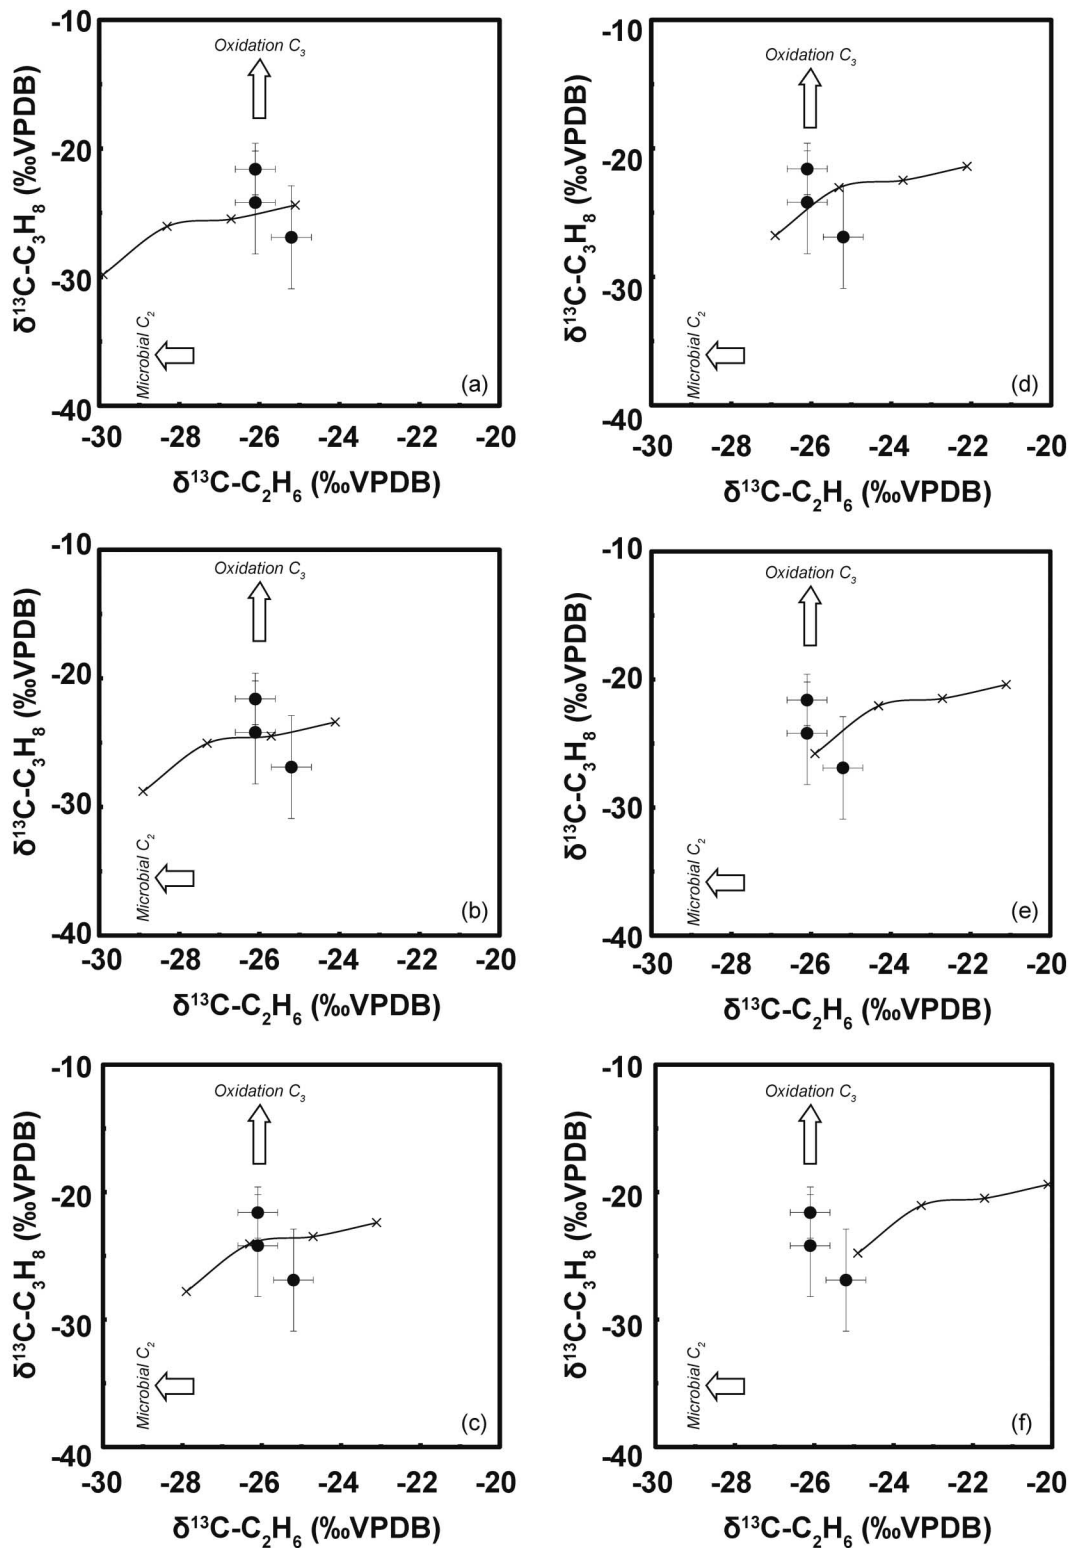 -10
Oxidation C₃
-20
-30
-40
δ¹³C-C₃H₈ (‰VPDB)
Microbial C₂
(a)
-30 -28 -26 -24 -22 -20
δ¹³C-C₂H₆ (‰VPDB)
-10
Oxidation C₃
-20
-30
-40
δ¹³C-C₃H₈ (‰VPDB)
Microbial C₂
(d)
-30 -28 -26 -24 -22 -20
δ¹³C-C₂H₆ (‰VPDB)
-10
Oxidation C₃
-20
-30
-40
δ¹³C-C₃H₈ (‰VPDB)
Microbial C₂
(b)
-30 -28 -26 -24 -22 -20
δ¹³C-C₂H₆ (‰VPDB)
-10
Oxidation C₃
-20
-30
-40
δ¹³C-C₃H₈ (‰VPDB)
Microbial C₂
(e)
-30 -28 -26 -24 -22 -20
δ¹³C-C₂H₆ (‰VPDB)
-10
Oxidation C₃
-20
-30
-40
δ¹³C-C₃H₈ (‰VPDB)
Microbial C₂
(c)
-30 -28 -26 -24 -22 -20
δ¹³C-C₂H₆ (‰VPDB)
-10
Oxidation C₃
-20
-30
-40
δ¹³C-C₃H₈ (‰VPDB)
Microbial C₂
(f)
-30 -28 -26 -24 -22 -20
δ¹³C-C₂H₆ (‰VPDB)